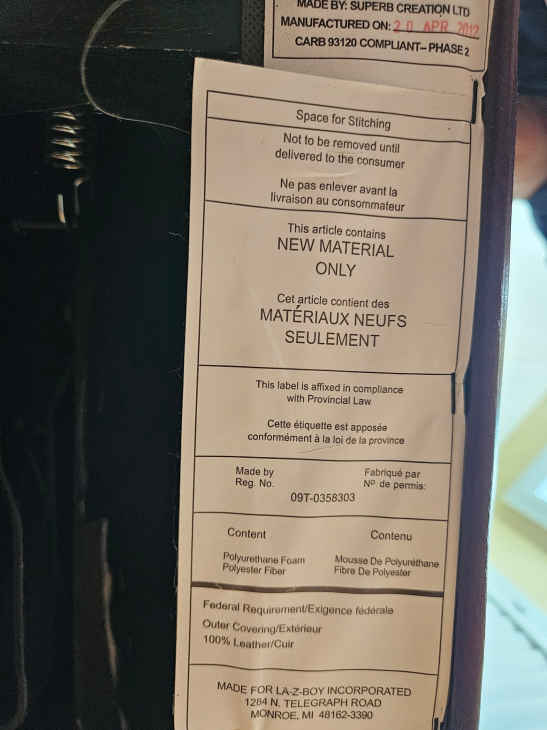 MADE BY: SUPERB CREATION LTD
MANUFACTURED ON: 20 APR 2012
CARB 93120 COMPLIANT–PHASE 2
Space for Stitching
Not to be removed until
delivered to the consumer
Ne pas enlever avant la
livraison au consommateur
This article contains
NEW MATERIAL
ONLY
Cet article contient des
MATÉRIAUX NEUFS
SEULEMENT
This label is affixed in compliance
with Provincial Law
Cette étiquette est apposée
conformément à la loi de la province
Made by Fabriqué par
Reg. No. Nº de permis:
09T-0358303
Content Contenu
Polyurethane Foam Mousse De Polyuréthane
Polyester Fiber Fibre De Polyester
Federal Requirement/Exigence fédérale
Outer Covering/Extérieur
100% Leather/Cuir
MADE FOR LA-Z-BOY INCORPORATED
1284 N. TELEGRAPH ROAD
MONROE, MI 48162-3390